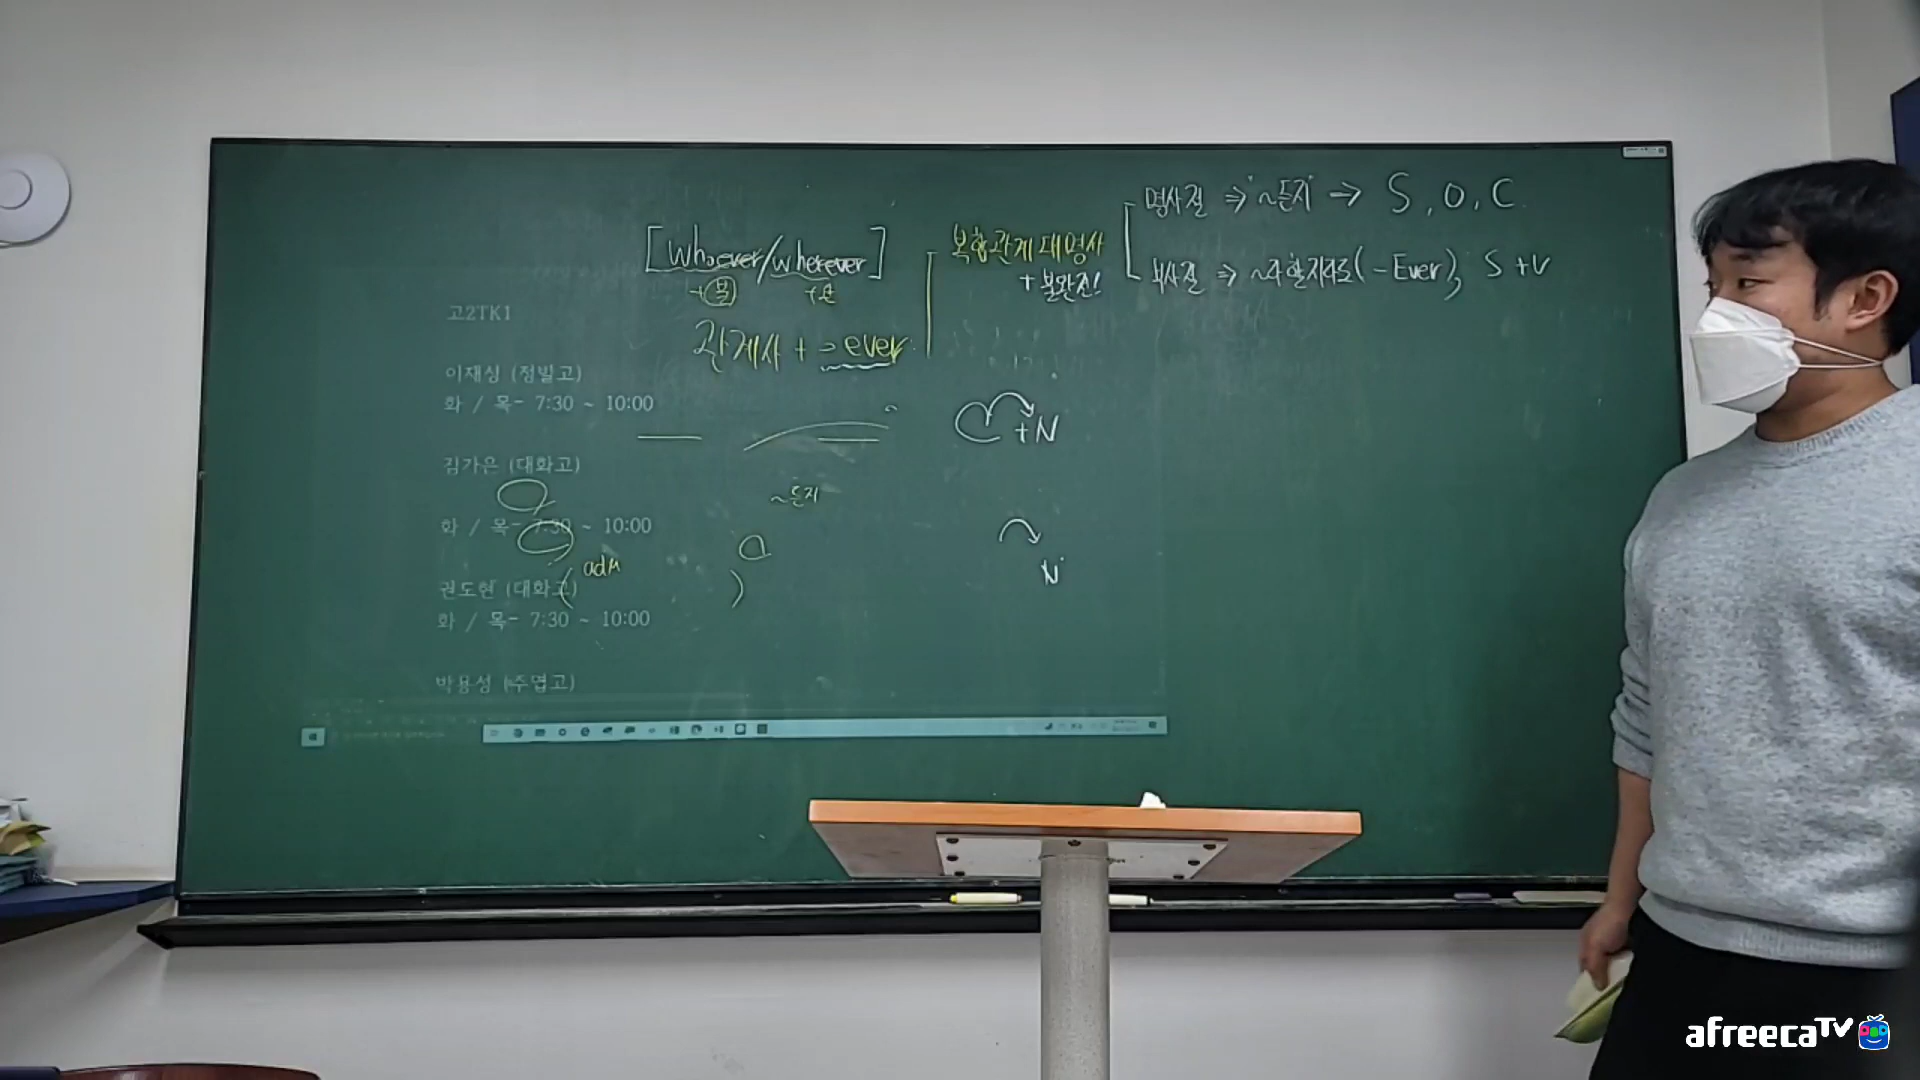 명사절 ⇒ "~든지" → S, O, C
[whoever/wherever]
복합관계대명사
부사절 ⇒ ~라 할지라도 (-Ever), S+V
+불
+완
+불완전!
고2TK1
관계사 + ever
이재성 (정빌고)
화 / 목- 7:30 ~ 10:00
+N
김가은 (대화고)
~든지
화 / 목- 7:30 ~ 10:00
N
권도현 (대화고)
화 / 목- 7:30 ~ 10:00
박용성 (주엽고)
afreecaTV